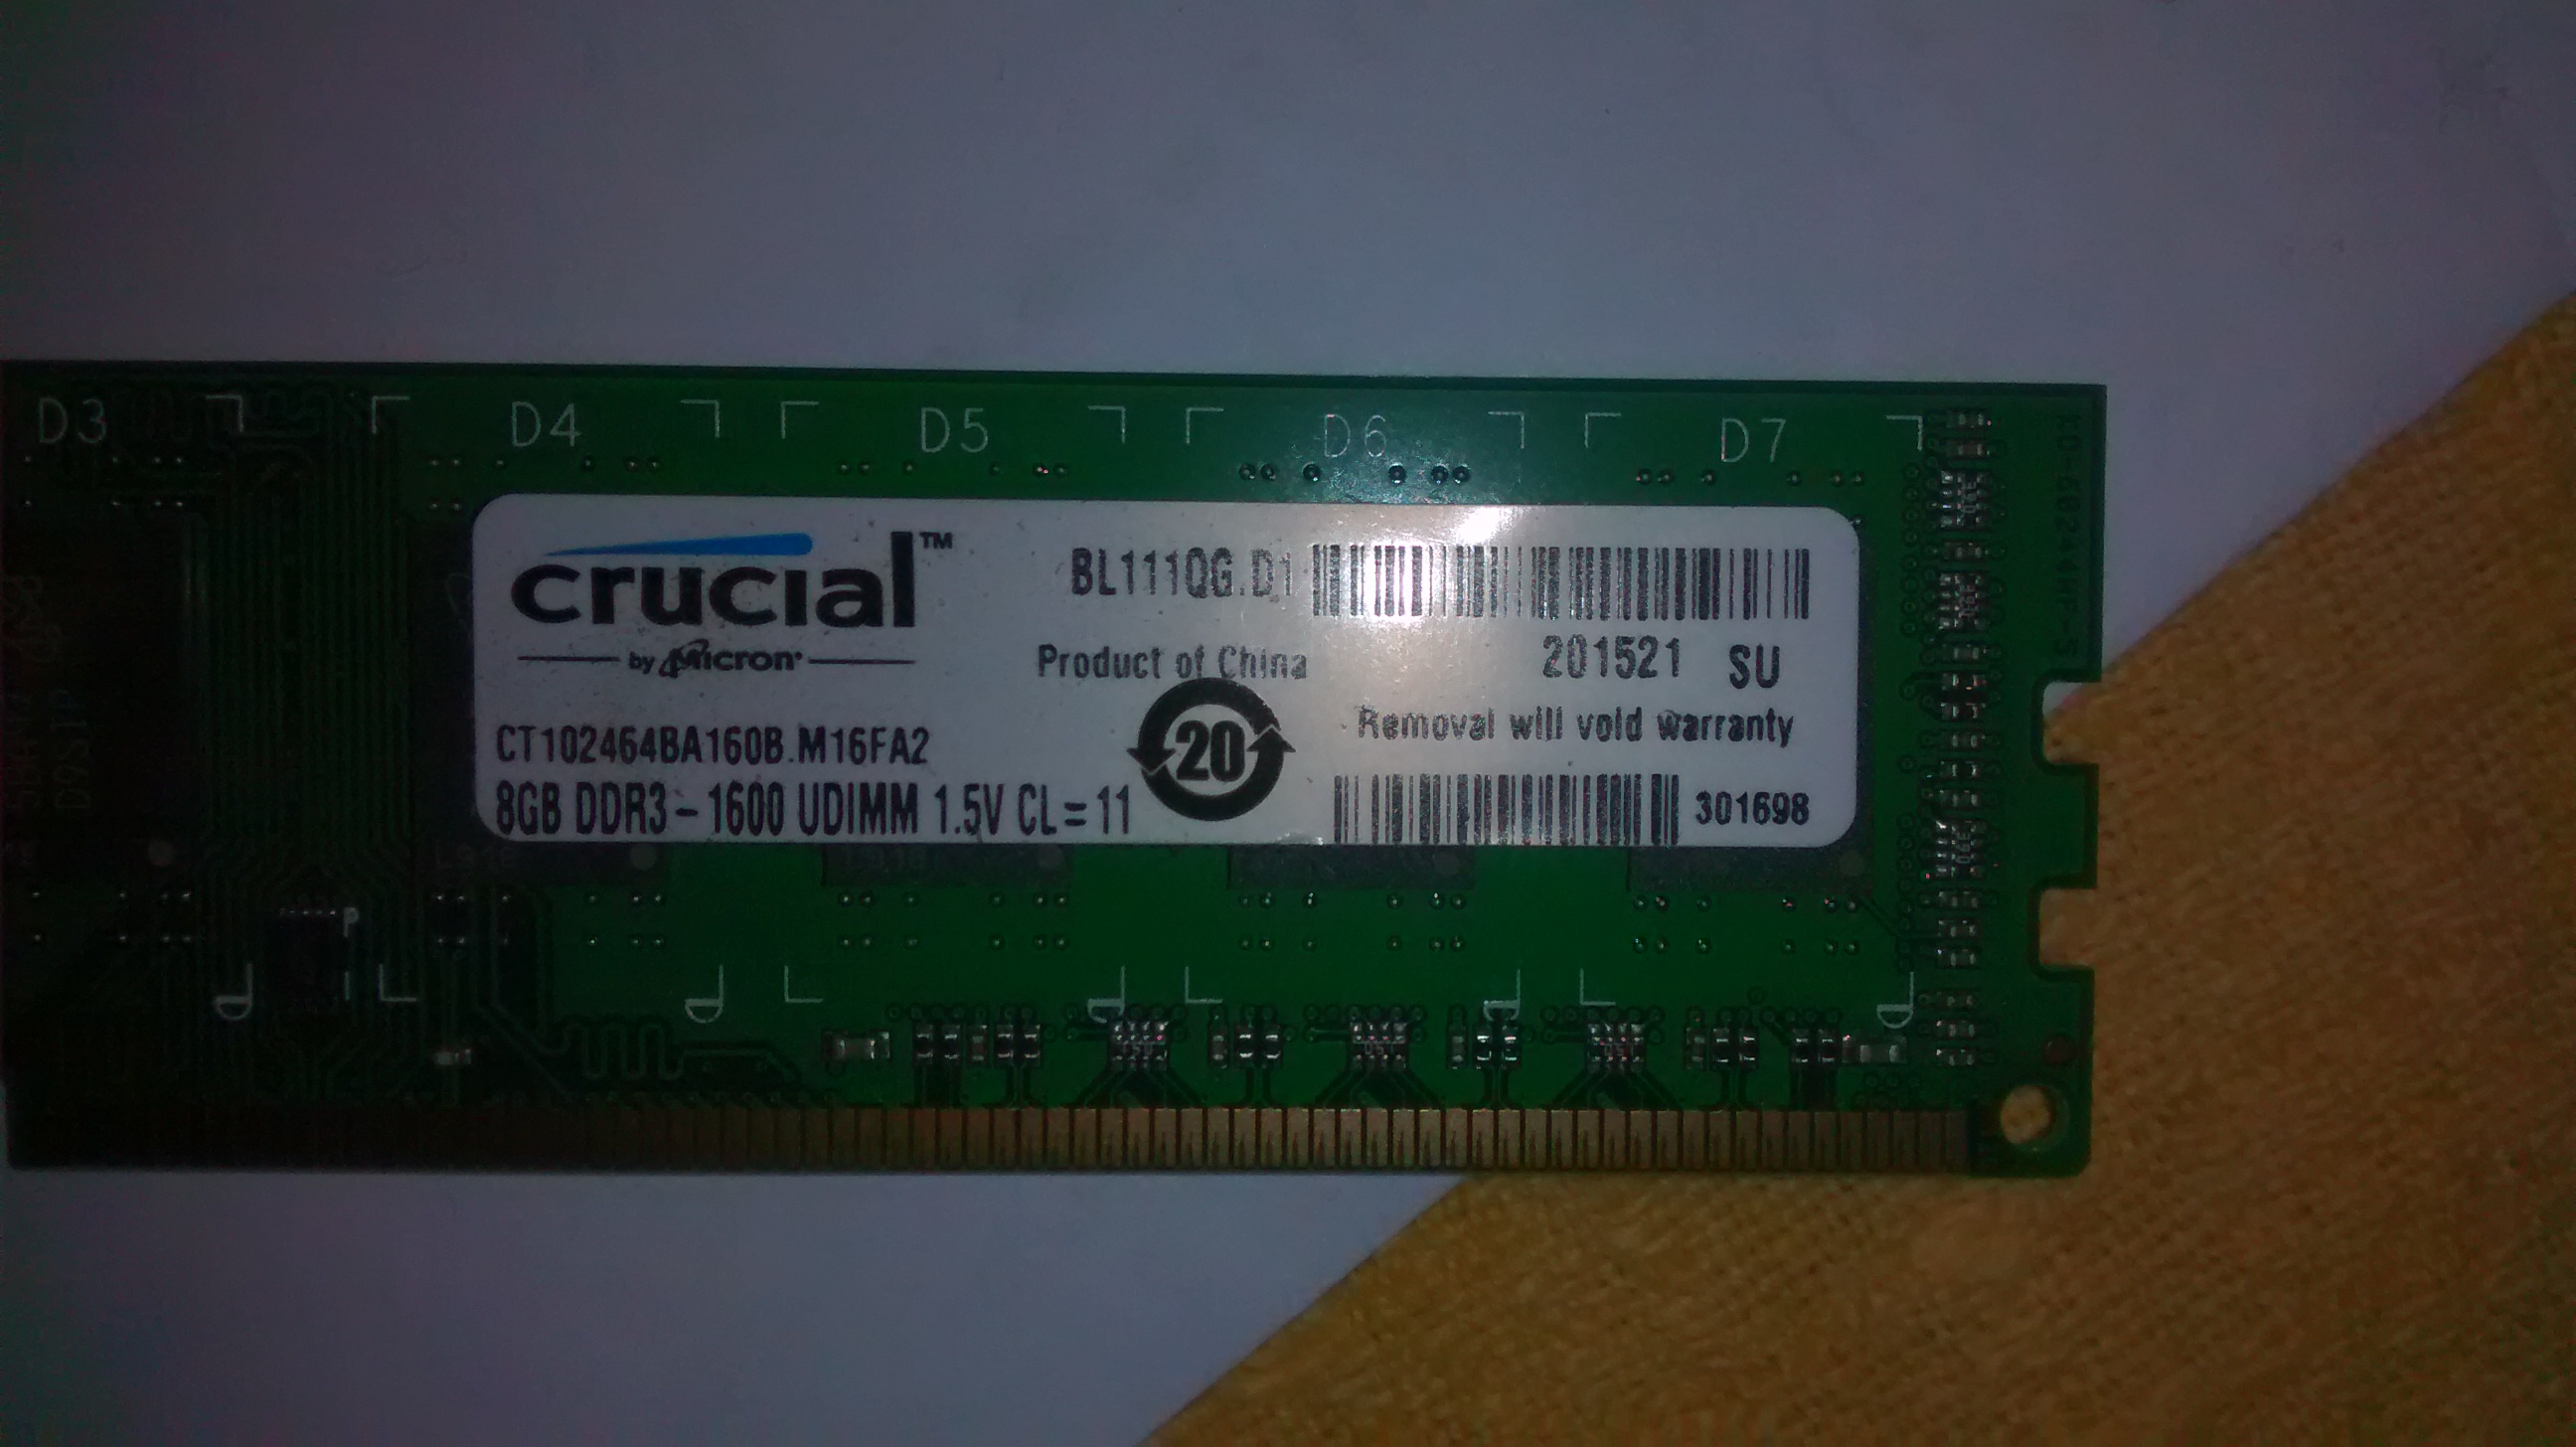 D3 D4 D5 D6 D7
crucial™
by Micron
BL111QG.D1
Product of China
201521 SU
20
Removal will void warranty
CT102464BA160B.M16FA2
8GB DDR3-1600 UDIMM 1.5V CL=11
301698
D9SIP